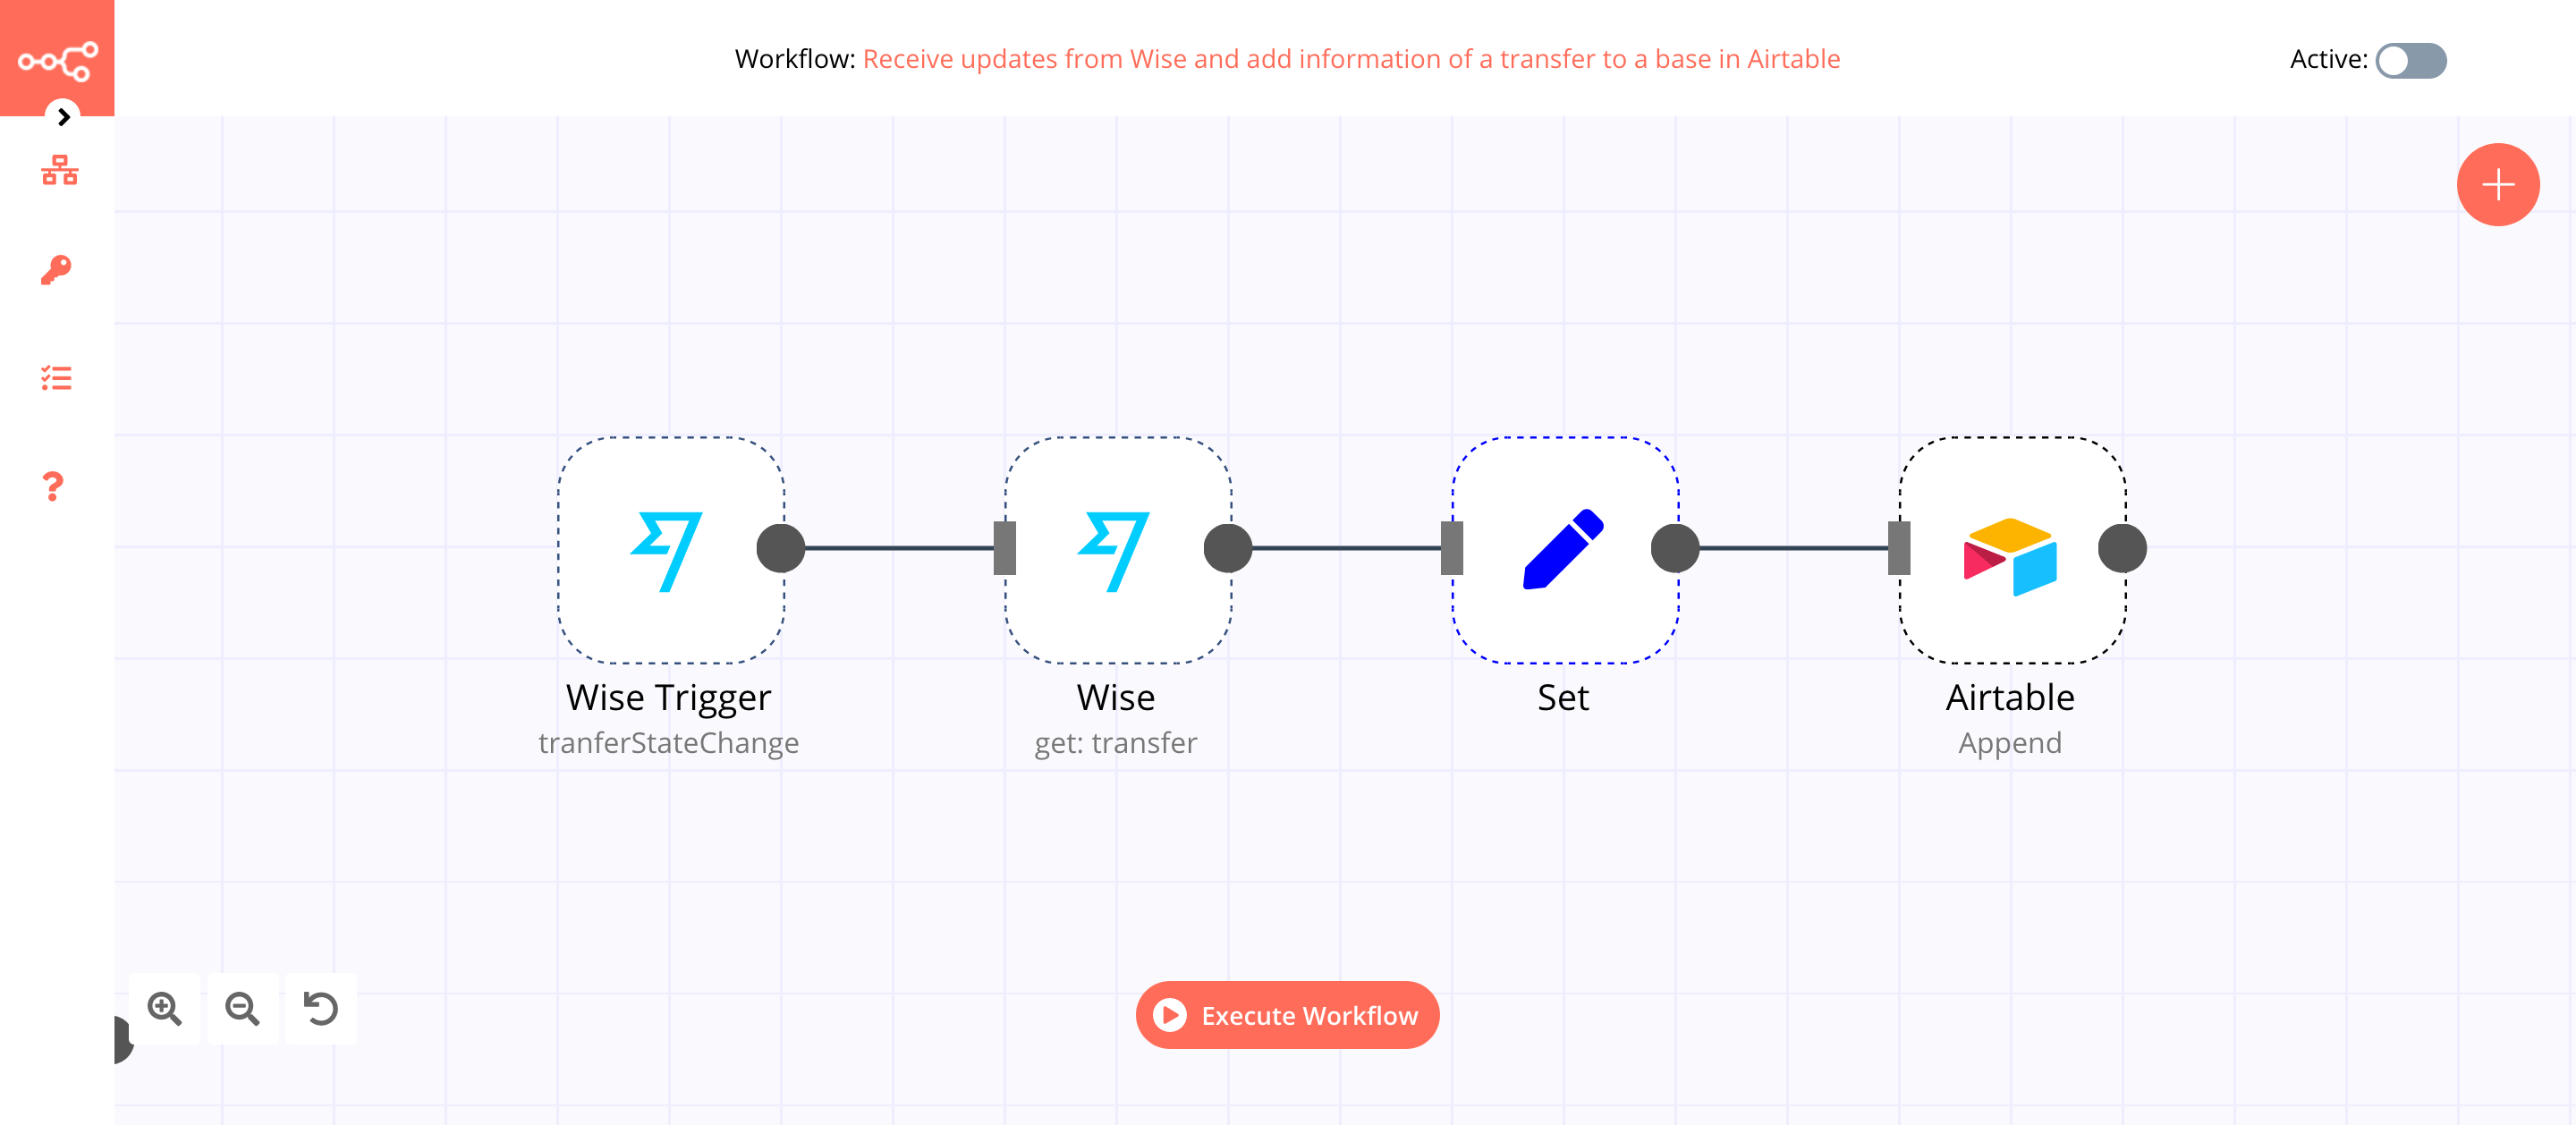 Workflow: Receive updates from Wise and add information of a transfer to a base in Airtable
Active:
Wise Trigger
tranferStateChange
Wise
get: transfer
Set
Airtable
Append
Execute Workflow